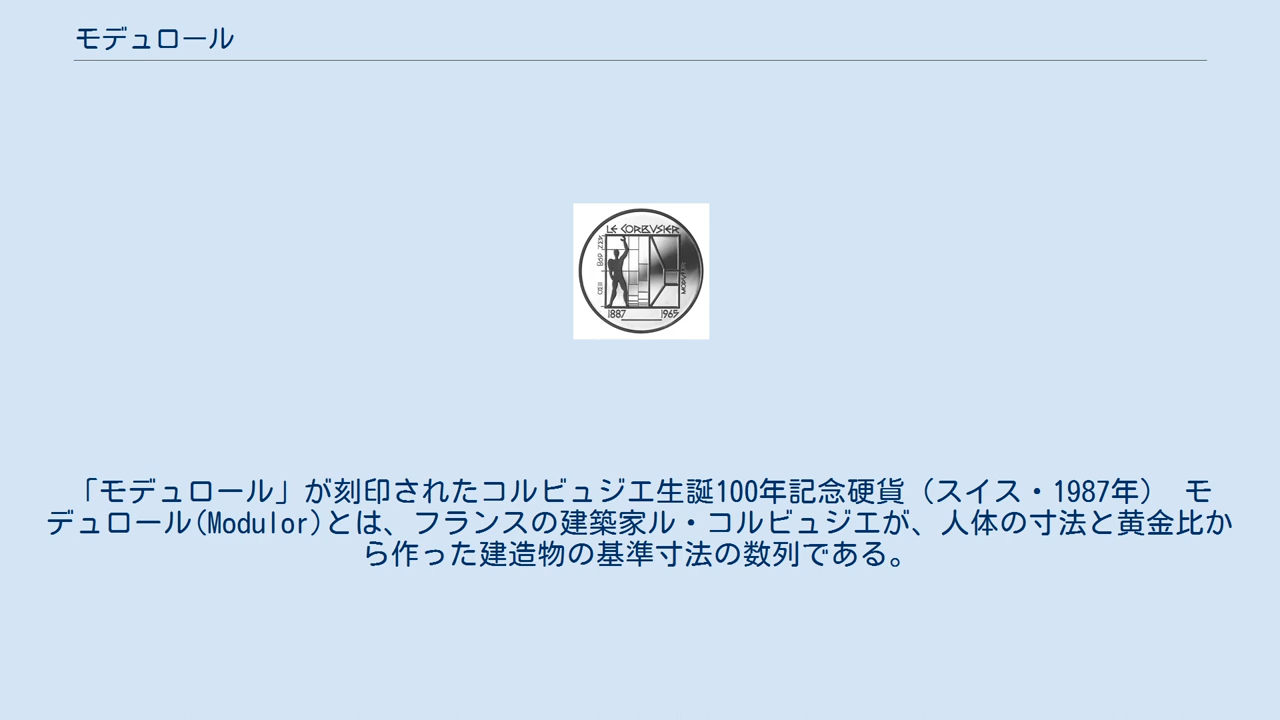 モデュロール
LE CORBVSIER
1887
1965
「モデュロール」が刻印されたコルビュジエ生誕100年記念硬貨（スイス・1987年） モ
デュロール(Modulor)とは、フランスの建築家ル・コルビュジエが、人体の寸法と黄金比か
ら作った建造物の基準寸法の数列である。